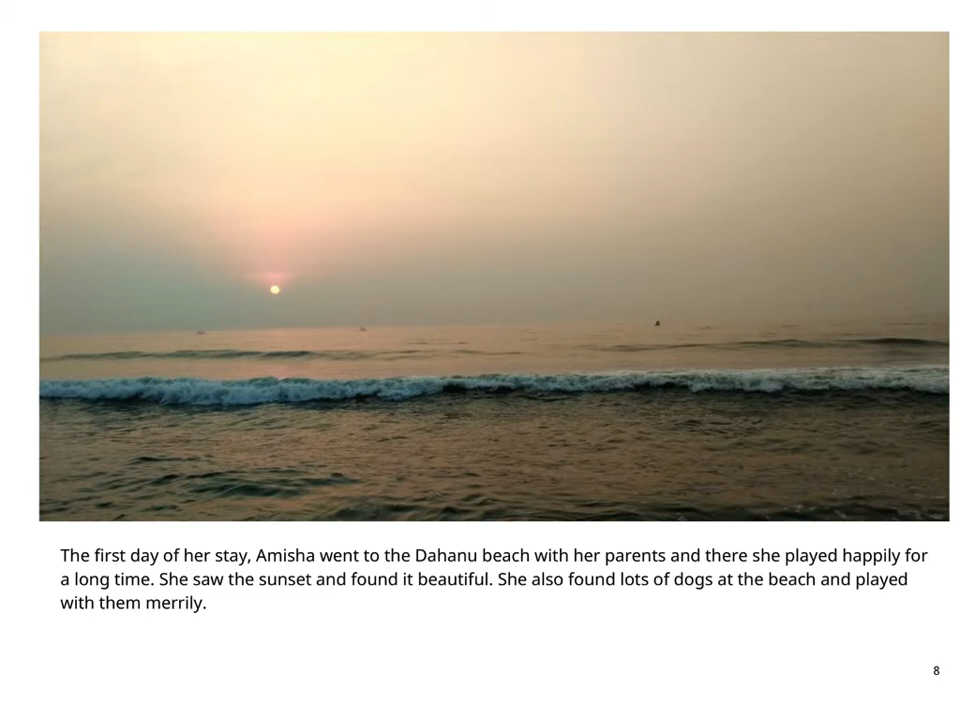 The first day of her stay, Amisha went to the Dahanu beach with her parents and there she played happily for
a long time. She saw the sunset and found it beautiful. She also found lots of dogs at the beach and played
with them merrily.
8